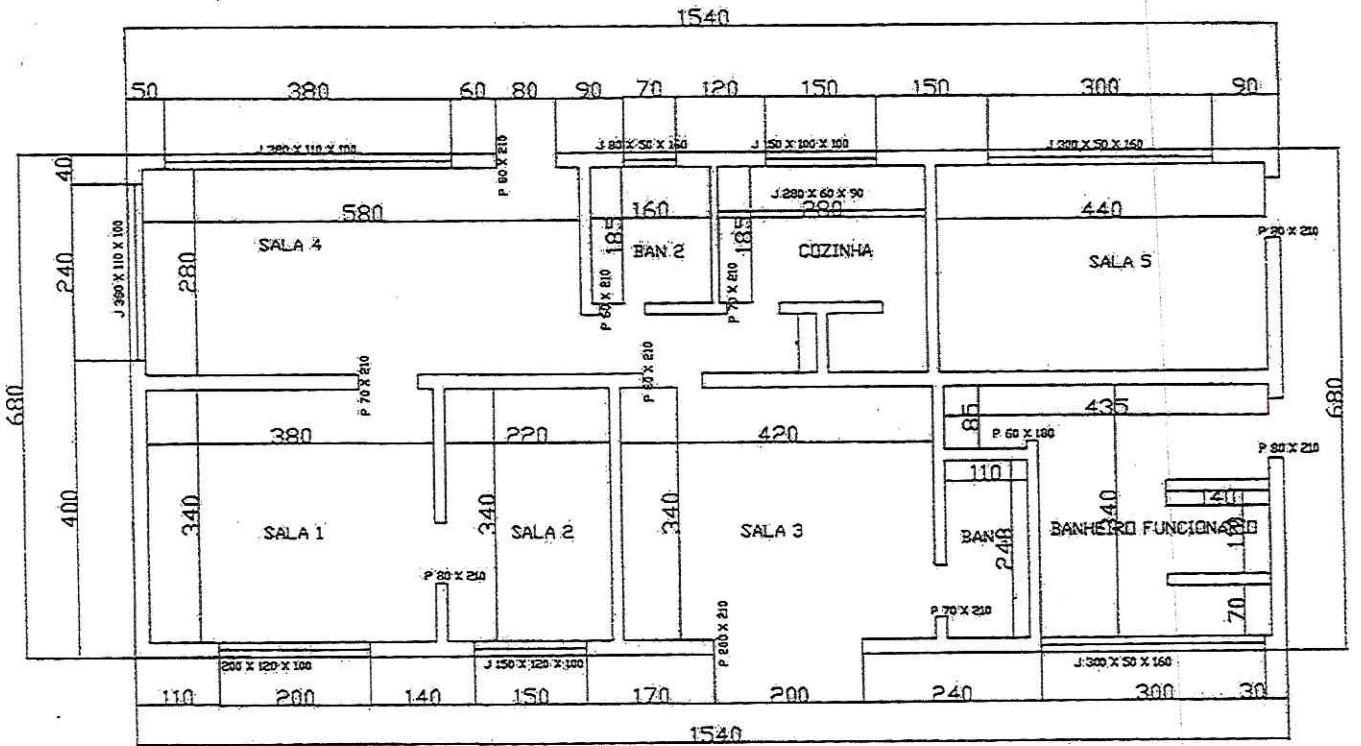 1540
50 380 60 80 90 70 120 150 150 300 90
J 380 X 110 X 100
P 80 X 210
J 80 X 50 X 160
J 150 X 100 X 100
J 300 X 50 X 160
40
J 280 X 60 X 90
580 160 280 440
SALA 4 185 BAN 2 185 COZINHA SALA 5
P 80 X 210
240
J 380 X 110 X 100
280
P 60 X 210
P 70 X 210
P 70 X 210
P 80 X 210
680
680
380 220 420 85 435
P 60 X 180
P 80 X 210
110
400
340 340 340 340
140
SALA 1 SALA 2 SALA 3 BAN 240 BANHEIRO FUNCIONARIO
P 80 X 210
P 70 X 210
70
P 200 X 210
200 X 120 X 100
J 150 X 120 X 100
J 300 X 50 X 160
110 200 140 150 170 200 240 300 30
1540